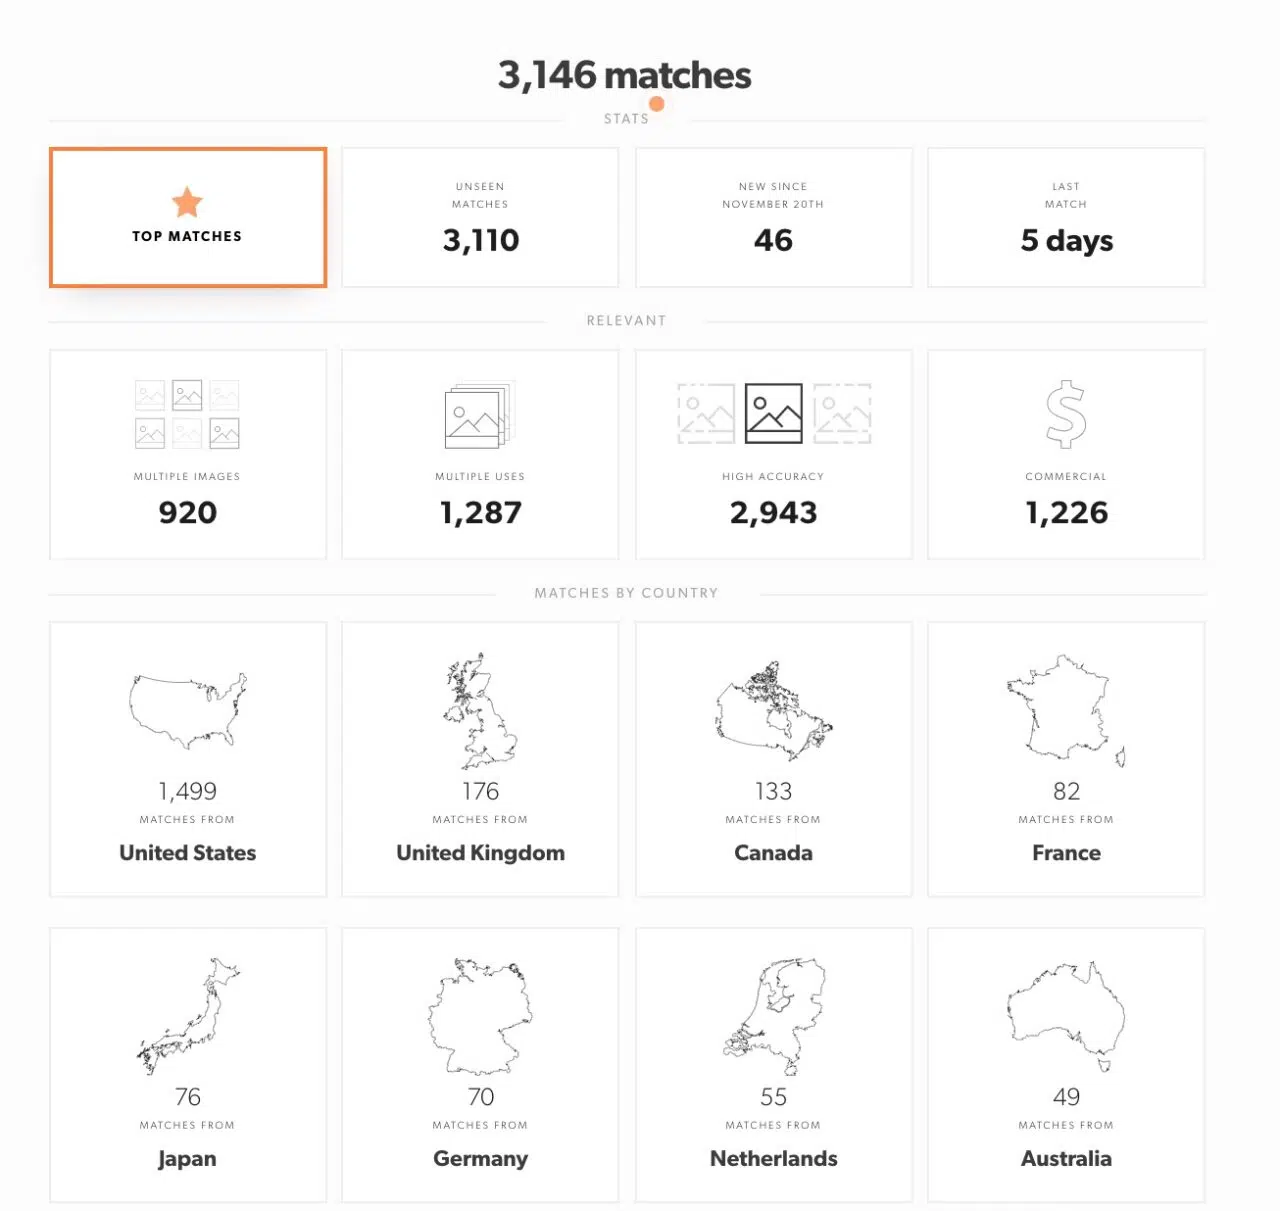 3,146 matches
STATS
TOP MATCHES
UNSEEN
MATCHES
3,110
NEW SINCE
NOVEMBER 20TH
46
LAST
MATCH
5 days
RELEVANT
MULTIPLE IMAGES
920
MULTIPLE USES
1,287
HIGH ACCURACY
2,943
COMMERCIAL
1,226
MATCHES BY COUNTRY
1,499
MATCHES FROM
United States
176
MATCHES FROM
United Kingdom
133
MATCHES FROM
Canada
82
MATCHES FROM
France
76
MATCHES FROM
Japan
70
MATCHES FROM
Germany
55
MATCHES FROM
Netherlands
49
MATCHES FROM
Australia